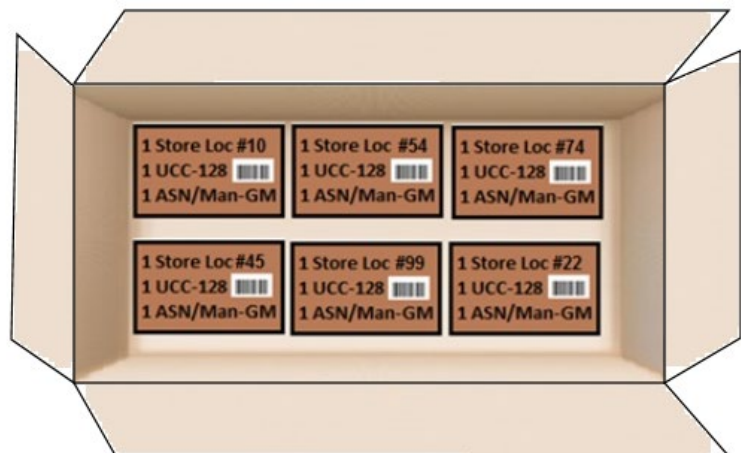 1 Store Loc #10
1 UCC-128
1 ASN/Man-GM
1 Store Loc #54
1 UCC-128
1 ASN/Man-GM
1 Store Loc #74
1 UCC-128
1 ASN/Man-GM
1 Store Loc #45
1 UCC-128
1 ASN/Man-GM
1 Store Loc #99
1 UCC-128
1 ASN/Man-GM
1 Store Loc #22
1 UCC-128
1 ASN/Man-GM